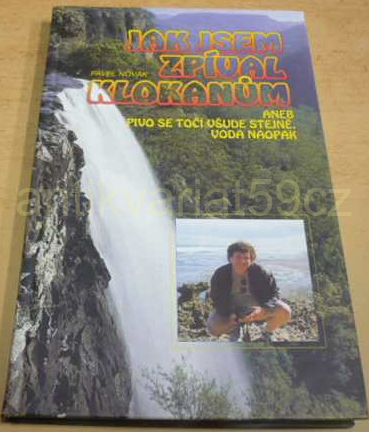 JAK JSEM
ZPÍVAL
PAVEL NOVÁK
KLOKANŮM
ANEB
PIVO SE TOČÍ VŠUDE STEJNĚ,
VODA NAOPAK
antikvariat59cz